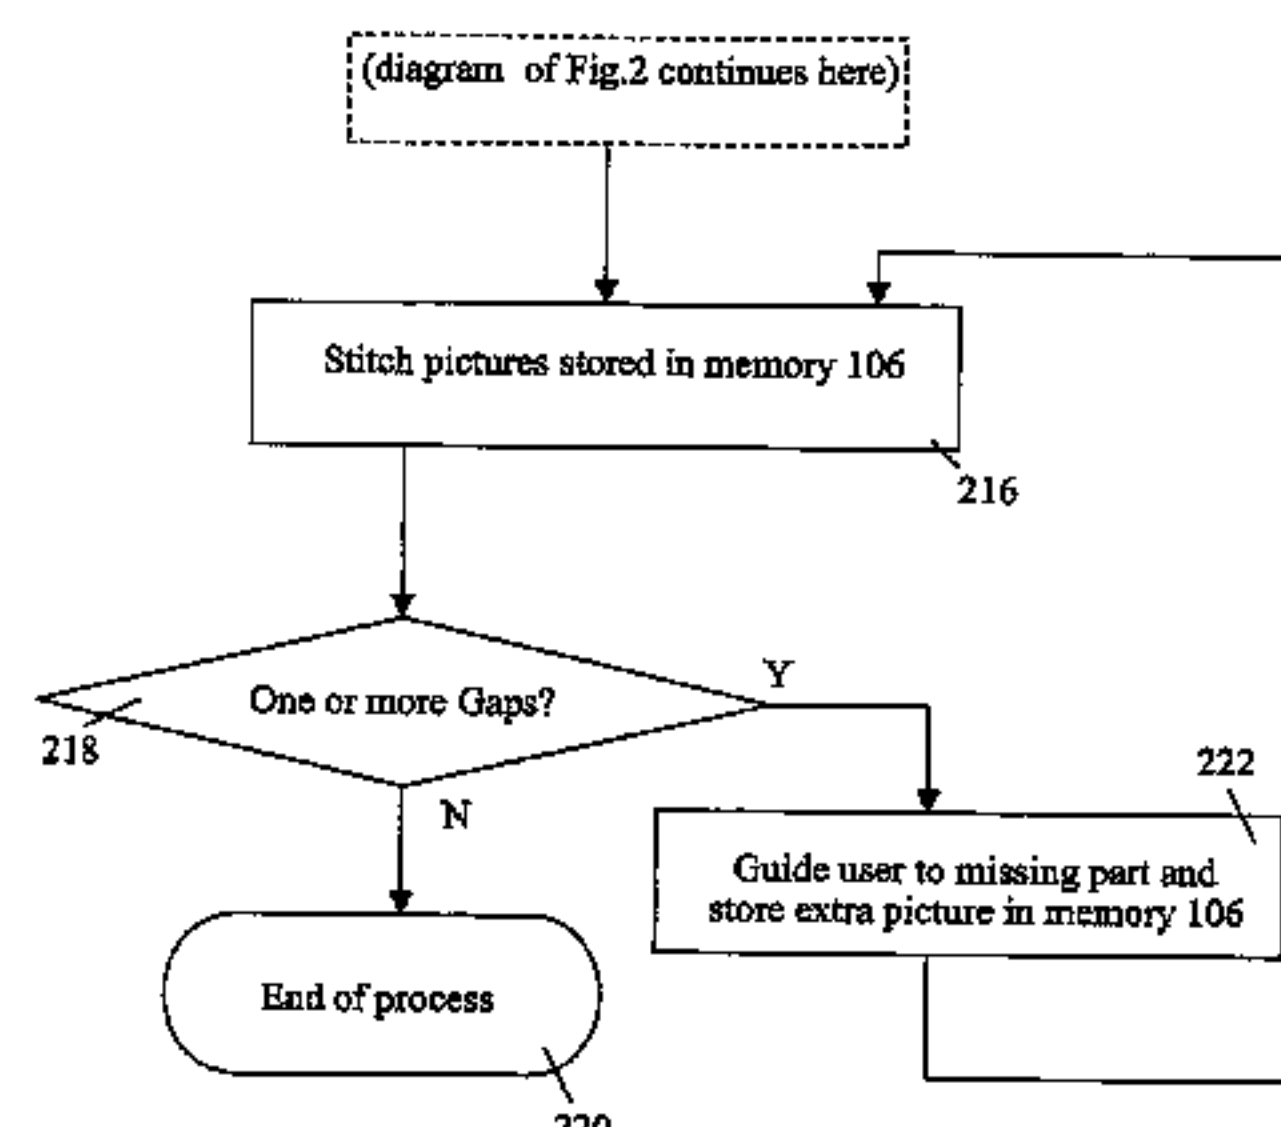 (diagram of Fig.2 continues here)
Stitch pictures stored in memory 106
216
One or more Gaps?
Y
218
N
222
Guide user to missing part and
store extra picture in memory 106
End of process